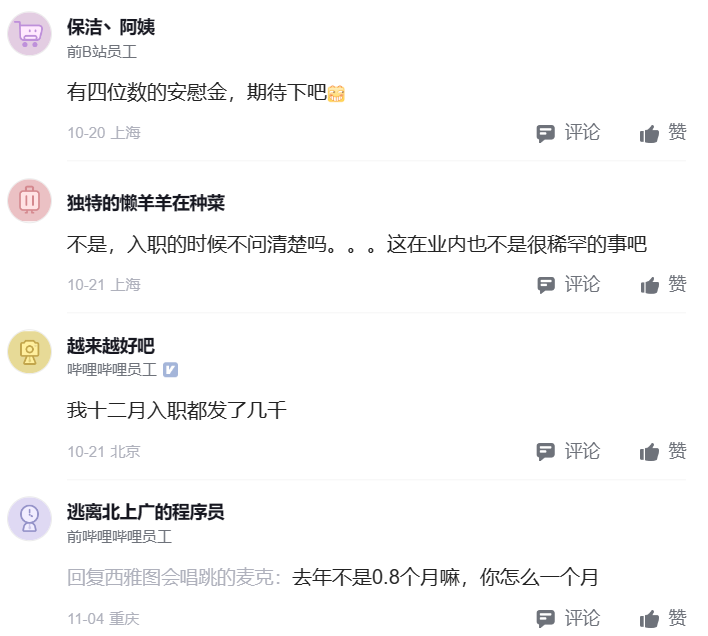 保洁丶阿姨
前B站员工
有四位数的安慰金，期待下吧
10-20 上海
评论
赞
独特的懒羊羊在种菜
不是，入职的时候不问清楚吗。。。这在业内也不是很稀罕的事吧
10-21 上海
评论
赞
越来越好吧
哔哩哔哩员工
我十二月入职都发了几千
10-21 北京
评论
赞
逃离北上广的程序员
前哔哩哔哩员工
回复西雅图会唱跳的麦克：去年不是0.8个月嘛，你怎么一个月
11-04 重庆
评论
赞